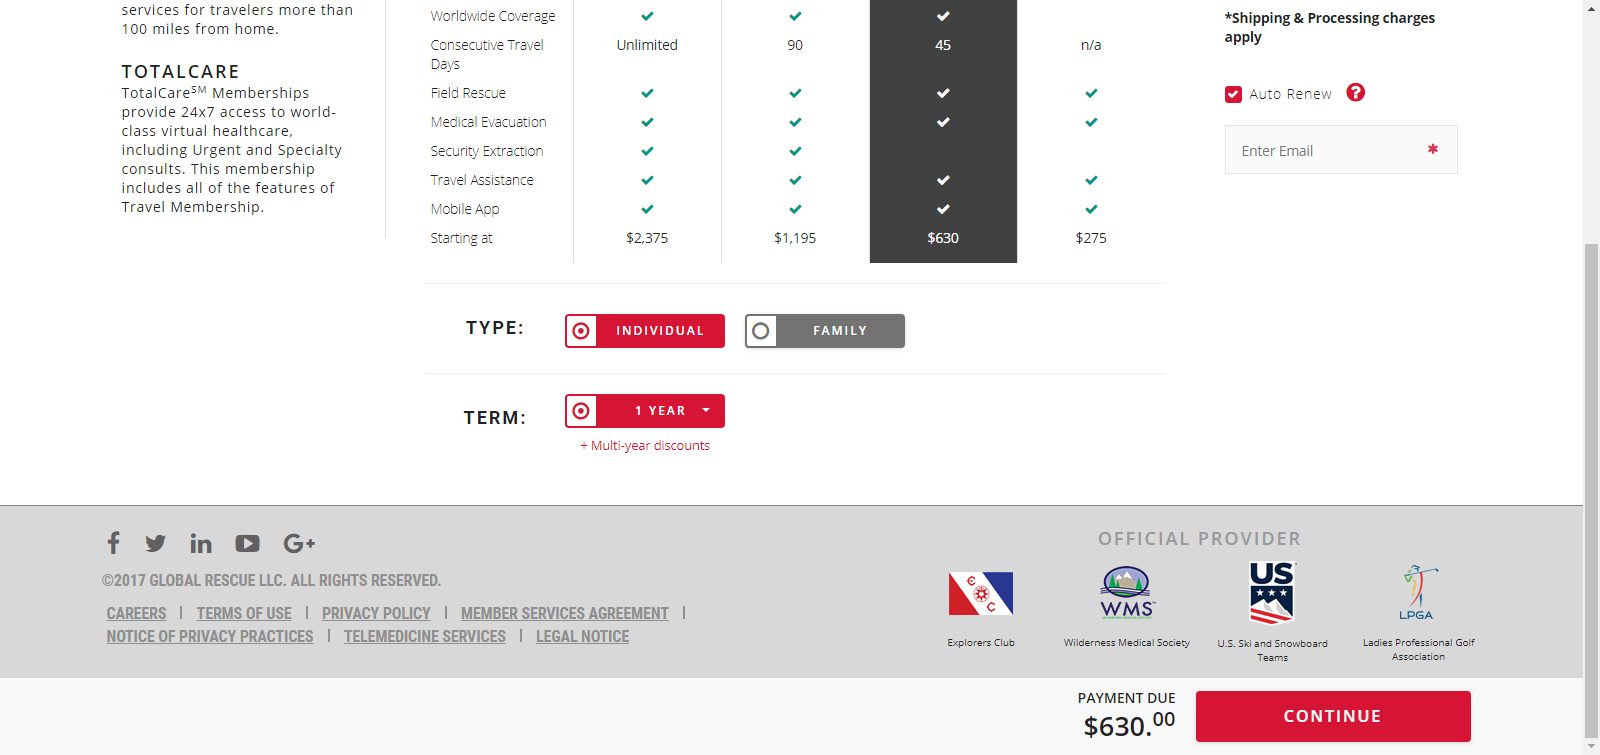 services for travelers more than
100 miles from home.
TOTALCARE
TotalCareSM Memberships
provide 24x7 access to world-
class virtual healthcare,
including Urgent and Specialty
consults. This membership
includes all of the features of
Travel Membership.
Worldwide Coverage
Consecutive Travel Unlimited 90 45 n/a
Days
Field Rescue
Medical Evacuation
Security Extraction
Travel Assistance
Mobile App
Starting at $2,375 $1,195 $630 $275
TYPE: INDIVIDUAL FAMILY
TERM: 1 YEAR
+ Multi-year discounts
*Shipping & Processing charges
apply
Auto Renew ?
Enter Email *
©2017 GLOBAL RESCUE LLC. ALL RIGHTS RESERVED.
CAREERS | TERMS OF USE | PRIVACY POLICY | MEMBER SERVICES AGREEMENT |
NOTICE OF PRIVACY PRACTICES | TELEMEDICINE SERVICES | LEGAL NOTICE
OFFICIAL PROVIDER
E C C
WMS
US
LPGA
Explorers Club
Wilderness Medical Society
U.S. Ski and Snowboard
Teams
Ladies Professional Golf
Association
PAYMENT DUE
$630.00
CONTINUE